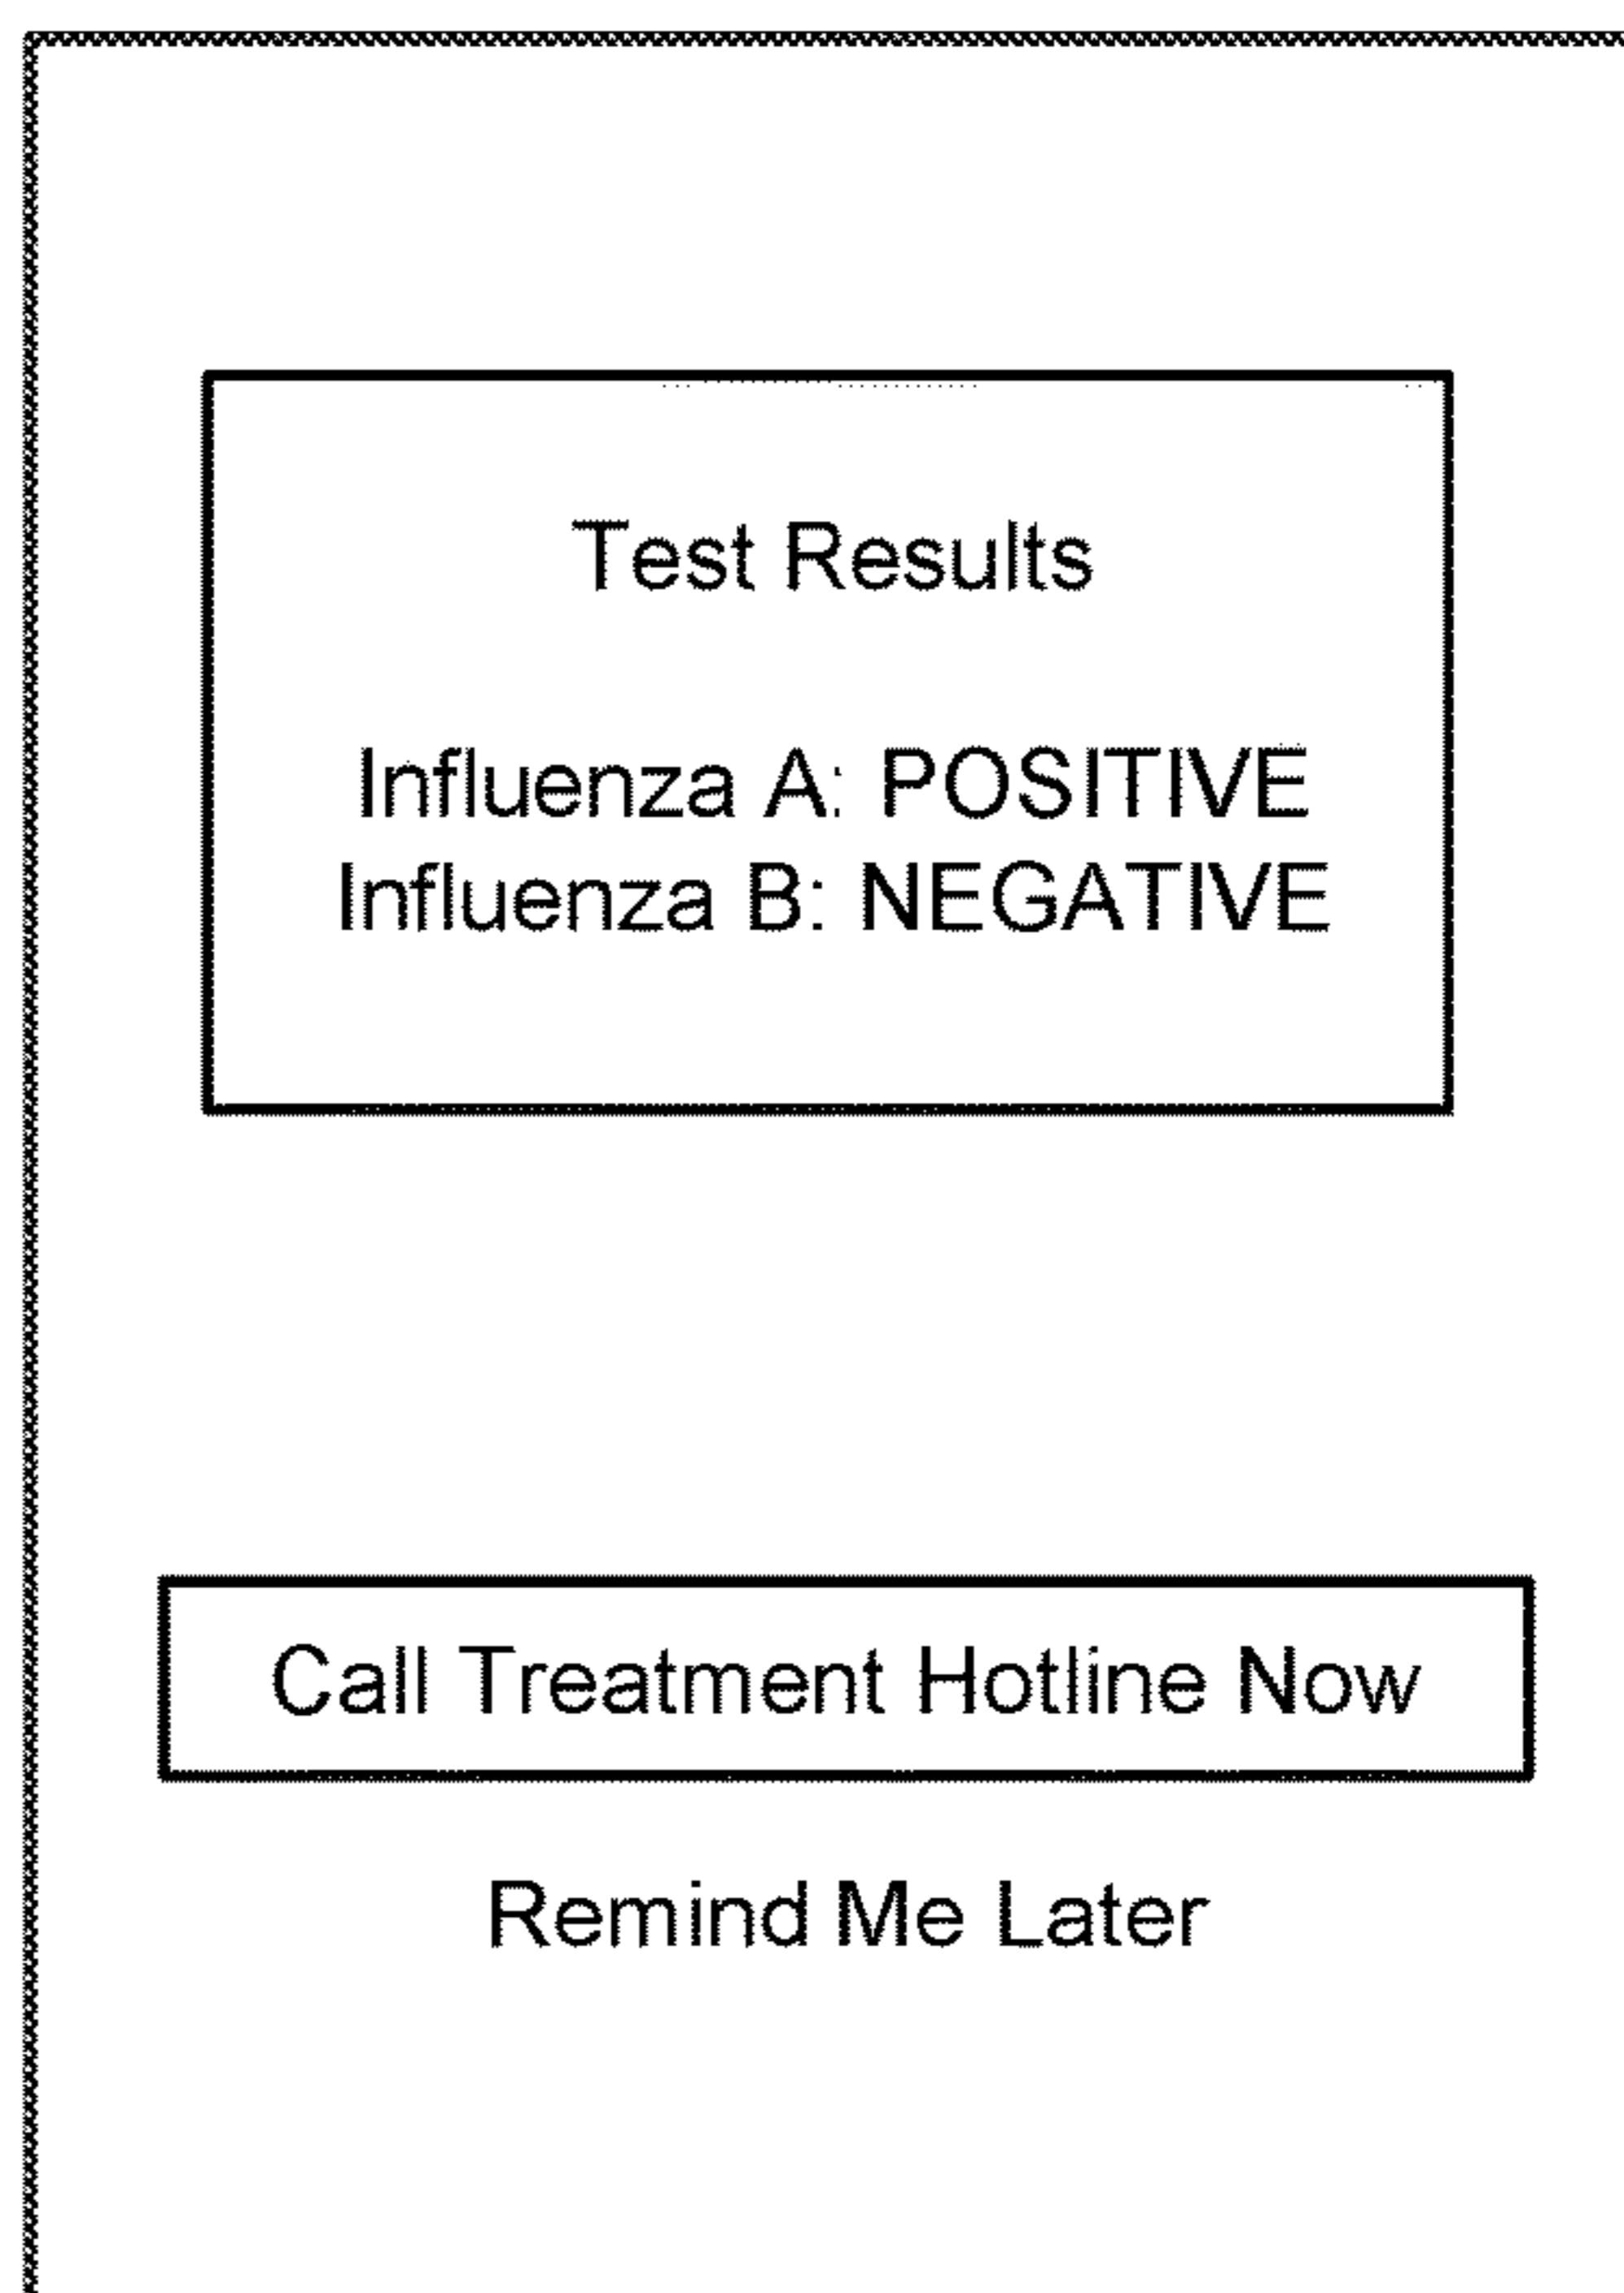 Test Results
Influenza A: POSITIVE
Influenza B: NEGATIVE
Call Treatment Hotline Now
Remind Me Later